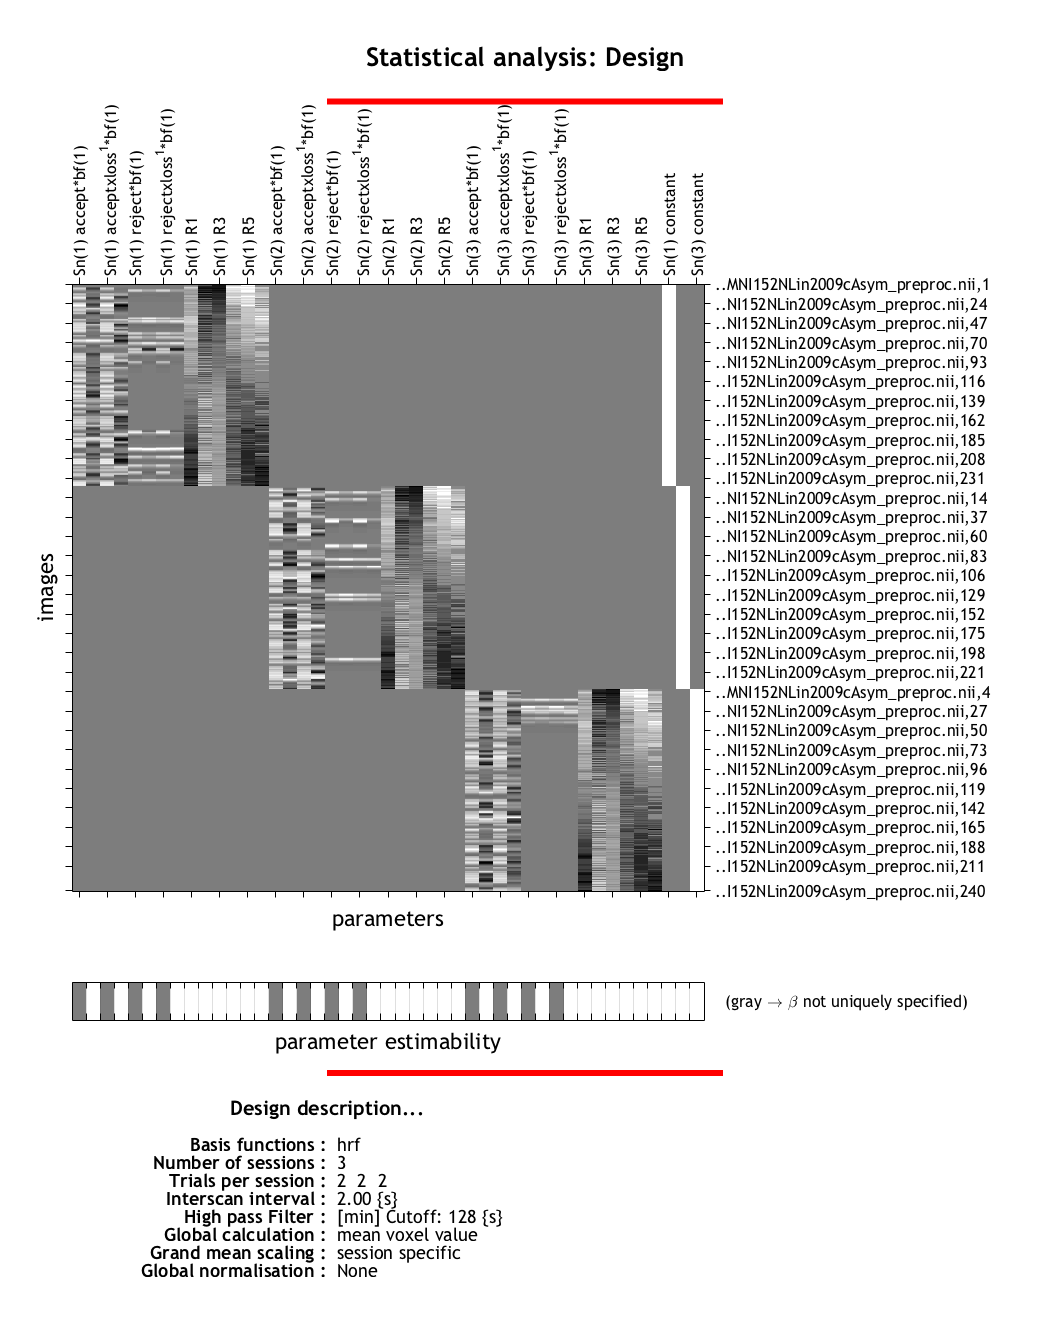 Statistical analysis: Design
Sn(1) accept*bf(1)
Sn(1) acceptxloss^1*bf(1)
Sn(1) reject*bf(1)
Sn(1) rejectxloss^1*bf(1)
Sn(1) R1
Sn(1) R3
Sn(1) R5
Sn(2) accept*bf(1)
Sn(2) acceptxloss^1*bf(1)
Sn(2) reject*bf(1)
Sn(2) rejectxloss^1*bf(1)
Sn(2) R1
Sn(2) R3
Sn(2) R5
Sn(3) accept*bf(1)
Sn(3) acceptxloss^1*bf(1)
Sn(3) reject*bf(1)
Sn(3) rejectxloss^1*bf(1)
Sn(3) R1
Sn(3) R3
Sn(3) R5
Sn(1) constant
Sn(3) constant
..MNI152NLin2009cAsym_preproc.nii,1
..NI152NLin2009cAsym_preproc.nii,24
..NI152NLin2009cAsym_preproc.nii,47
..NI152NLin2009cAsym_preproc.nii,70
..NI152NLin2009cAsym_preproc.nii,93
..I152NLin2009cAsym_preproc.nii,116
..I152NLin2009cAsym_preproc.nii,139
..I152NLin2009cAsym_preproc.nii,162
..I152NLin2009cAsym_preproc.nii,185
..I152NLin2009cAsym_preproc.nii,208
..I152NLin2009cAsym_preproc.nii,231
..NI152NLin2009cAsym_preproc.nii,14
..NI152NLin2009cAsym_preproc.nii,37
..NI152NLin2009cAsym_preproc.nii,60
..NI152NLin2009cAsym_preproc.nii,83
..I152NLin2009cAsym_preproc.nii,106
..I152NLin2009cAsym_preproc.nii,129
..I152NLin2009cAsym_preproc.nii,152
..I152NLin2009cAsym_preproc.nii,175
..I152NLin2009cAsym_preproc.nii,198
..I152NLin2009cAsym_preproc.nii,221
..MNI152NLin2009cAsym_preproc.nii,4
..NI152NLin2009cAsym_preproc.nii,27
..NI152NLin2009cAsym_preproc.nii,50
..NI152NLin2009cAsym_preproc.nii,73
..NI152NLin2009cAsym_preproc.nii,96
..I152NLin2009cAsym_preproc.nii,119
..I152NLin2009cAsym_preproc.nii,142
..I152NLin2009cAsym_preproc.nii,165
..I152NLin2009cAsym_preproc.nii,188
..I152NLin2009cAsym_preproc.nii,211
..I152NLin2009cAsym_preproc.nii,240
images
parameters
(gray → β not uniquely specified)
parameter estimability
Design description...
Basis functions : hrf
Number of sessions : 3
Trials per session : 2 2 2
Interscan interval : 2.00 {s}
High pass Filter : [min] Cutoff: 128 {s}
Global calculation : mean voxel value
Grand mean scaling : session specific
Global normalisation : None